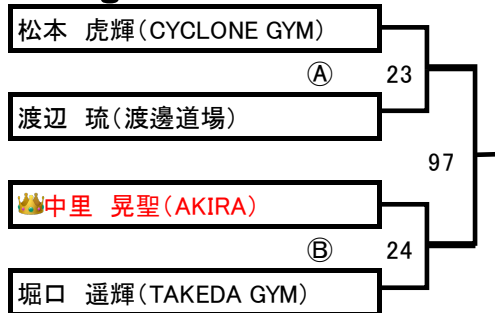 松本　虎輝（CYCLONE GYM）
Ⓐ 23
渡辺　琉（渡邊道場）
97
👑中里　晃聖（AKIRA）
Ⓑ 24
堀口　遥輝（TAKEDA GYM）